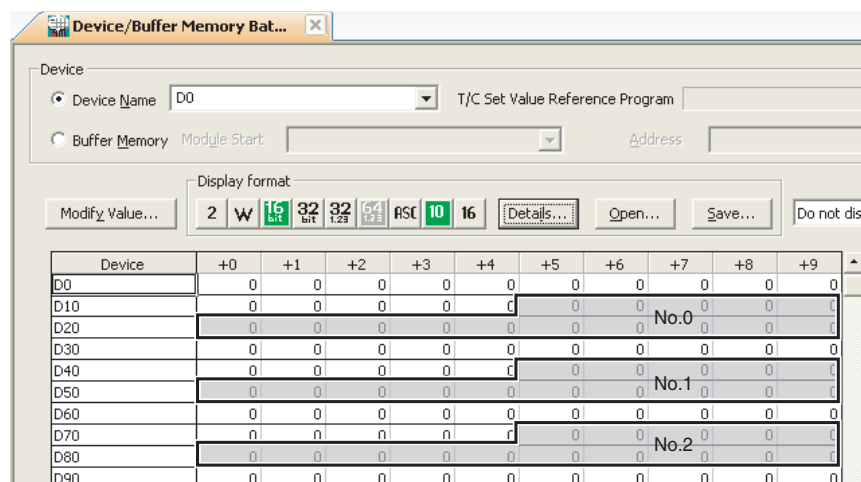 Device/Buffer Memory Bat...
Device
Device Name D0 T/C Set Value Reference Program
Buffer Memory Module Start Address
Display format
Modify Value... 2 W 16 bit 32 bit 32 1.23 64 1.23 ASC 10 16 Details... Open... Save... Do not dis
Device +0 +1 +2 +3 +4 +5 +6 +7 +8 +9
D0 0 0 0 0 0 0 0 0 0 0
D10 0 0 0 0 0 0 0 0 0 0
No.0
D20 0 0 0 0 0 0 0 0 0 0
D30 0 0 0 0 0 0 0 0 0 0
D40 0 0 0 0 0 0 0 0 0 0
No.1
D50 0 0 0 0 0 0 0 0 0 0
D60 0 0 0 0 0 0 0 0 0 0
D70 0 0 0 0 0 0 0 0 0 0
No.2
D80 0 0 0 0 0 0 0 0 0 0
D90 0 0 0 0 0 0 0 0 0 0